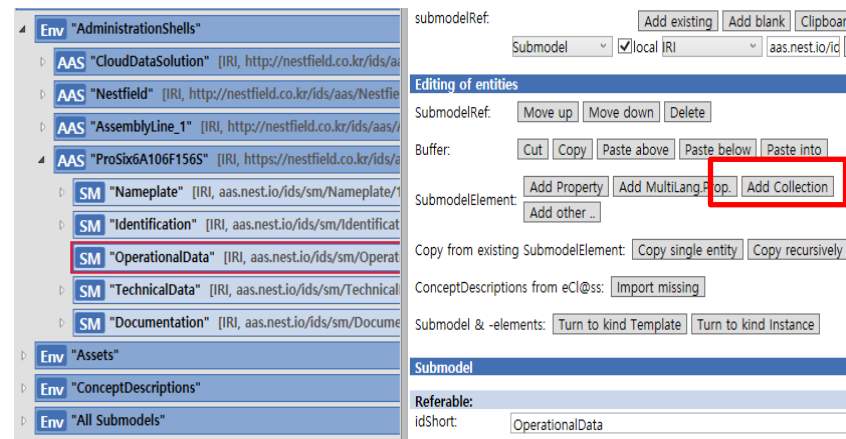 Env "AdministrationShells"
AAS "CloudDataSolution" [IRI, http://nestfield.co.kr/ids/aa
AAS "Nestfield" [IRI, http://nestfield.co.kr/ids/aas/Nestfie
AAS "AssemblyLine_1" [IRI, http://nestfield.co.kr/ids/aas/
AAS "ProSix6A106F156S" [IRI, https://nestfield.co.kr/ids/a
SM "Nameplate" [IRI, aas.nest.io/ids/sm/Nameplate/1
SM "Identification" [IRI, aas.nest.io/ids/sm/Identificat
SM "OperationalData" [IRI, aas.nest.io/ids/sm/Operat
SM "TechnicalData" [IRI, aas.nest.io/ids/sm/Technical
SM "Documentation" [IRI, aas.nest.io/ids/sm/Docume
Env "Assets"
Env "ConceptDescriptions"
Env "All Submodels"
submodelRef: Add existing Add blank Clipboar
Submodel local IRI aas.nest.io/id
Editing of entities
SubmodelRef: Move up Move down Delete
Buffer: Cut Copy Paste above Paste below Paste into
SubmodelElement: Add Property Add MultiLang.Prop. Add Collection
Add other ..
Copy from existing SubmodelElement: Copy single entity Copy recursively
ConceptDescriptions from eCl@ss: Import missing
Submodel & -elements: Turn to kind Template Turn to kind Instance
Submodel
Referable:
idShort: OperationalData